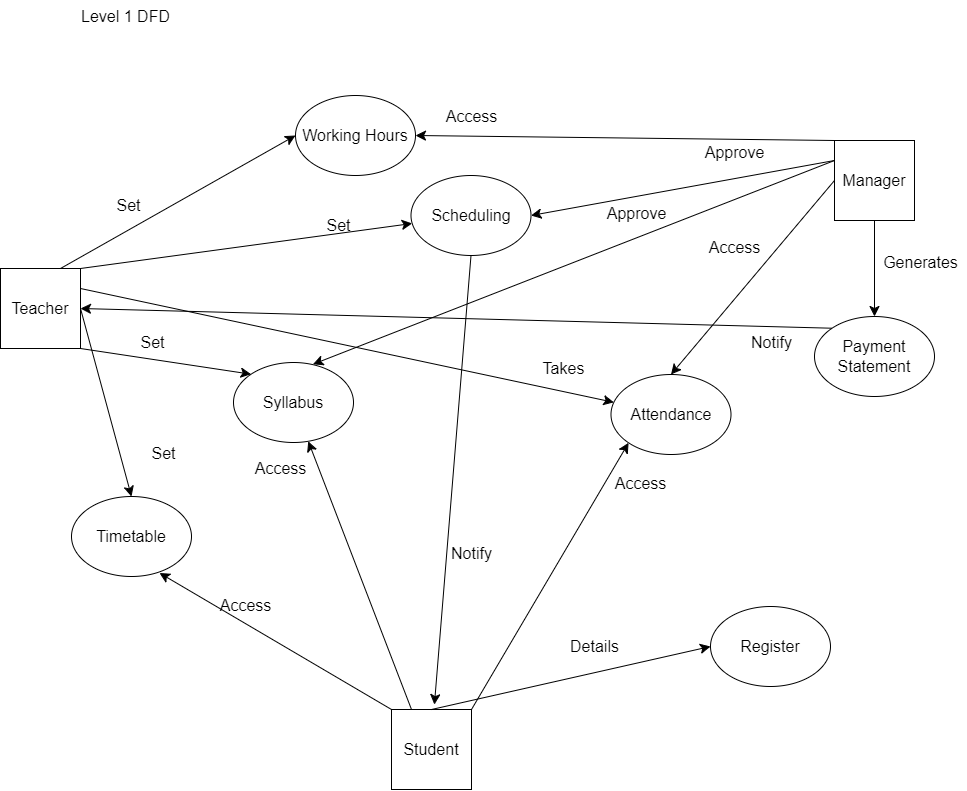 Level 1 DFD
Access
Working Hours
Approve
Manager
Set
Scheduling
Approve
Set
Access
Generates
Teacher
Set
Notify
Payment
Statement
Takes
Syllabus
Attendance
Set
Access
Access
Timetable
Notify
Access
Details
Register
Student